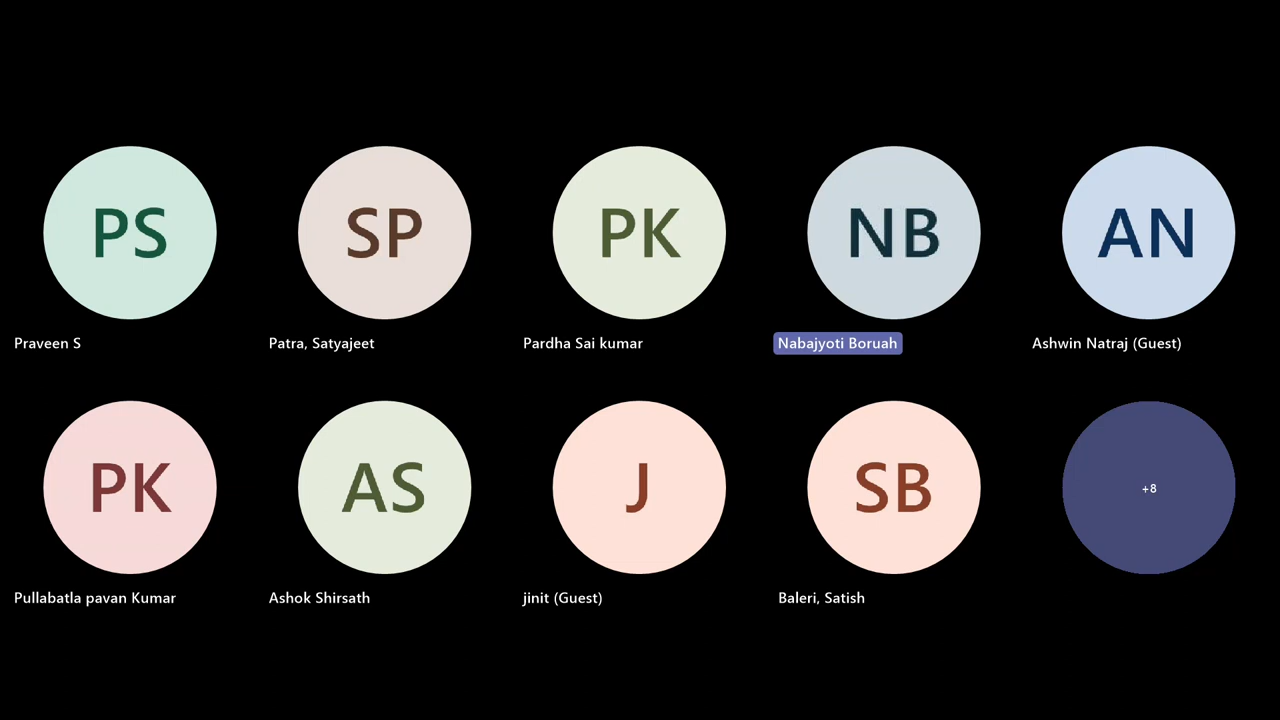 PS SP PK NB AN
Praveen S Patra, Satyajeet Pardha Sai kumar Nabajyoti Boruah Ashwin Natraj (Guest)
PK AS J SB +8
Pullabatla pavan Kumar Ashok Shirsath jinit (Guest) Baleri, Satish